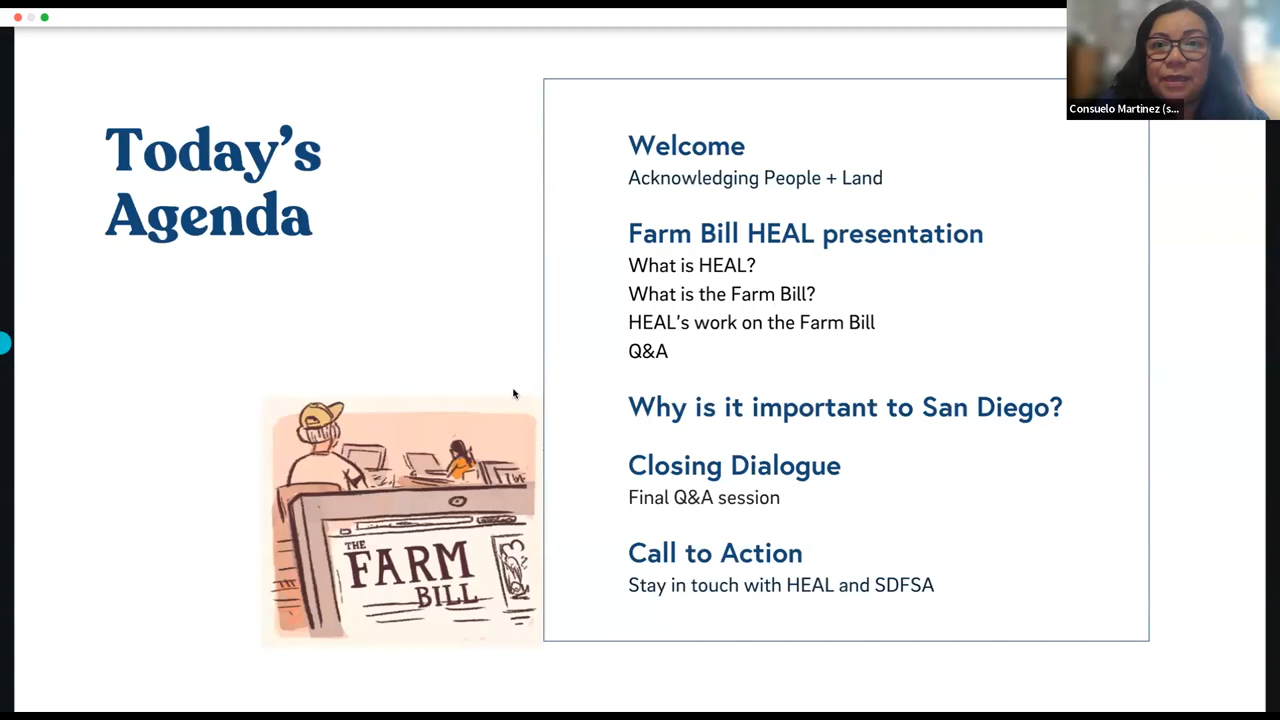 Today's
Agenda
Welcome
Acknowledging People + Land
Farm Bill HEAL presentation
What is HEAL?
What is the Farm Bill?
HEAL's work on the Farm Bill
Q&A
Why is it important to San Diego?
Closing Dialogue
Final Q&A session
Call to Action
Stay in touch with HEAL and SDFSA
THE
FARM
BILL
Consuelo Martinez (s...